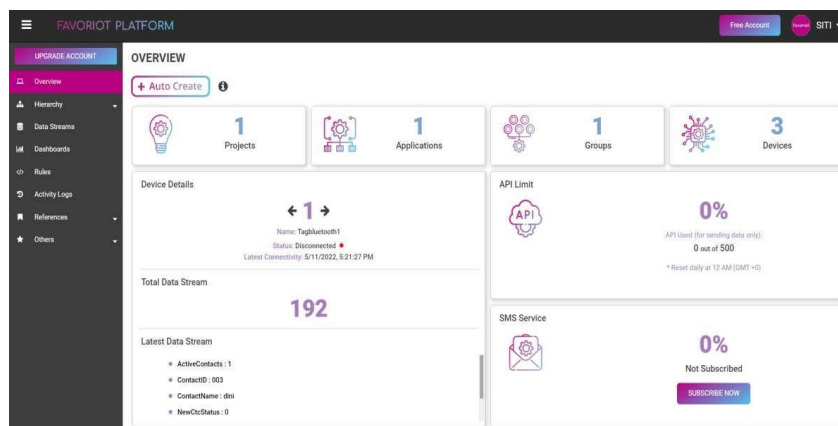 FAVORIOT PLATFORM
Free Account
favoriot
SITI
UPGRADE ACCOUNT
Overview
Hierarchy
Data Streams
Dashboards
Rules
Activity Logs
References
Others
OVERVIEW
+ Auto Create
1
Projects
1
Applications
1
Groups
3
Devices
Device Details
1
Name: Tagbluetooth1
Status: Disconnected
Latest Connectivity: 5/11/2022, 5:21:27 PM
Total Data Stream
192
Latest Data Stream
ActiveContacts : 1
ContactID : 003
ContactName : dini
NewCtcStatus : 0
API Limit
API
0%
API Used (for sending data only)
0 out of 500
* Reset daily at 12 AM (GMT +0)
SMS Service
0%
Not Subscribed
SUBSCRIBE NOW